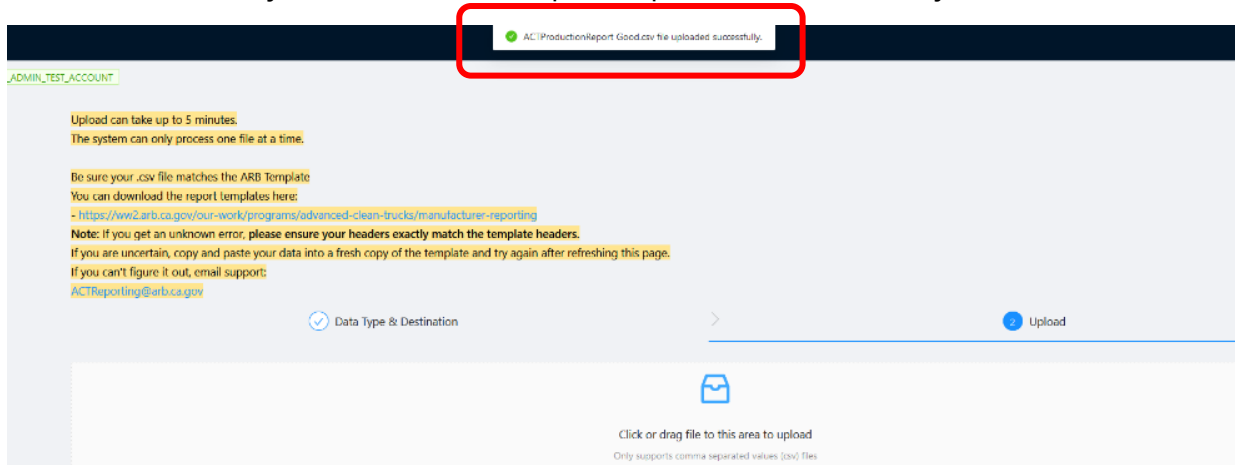 ACTProductionReport Good.csv file uploaded successfully.
_ADMIN_TEST_ACCOUNT
Upload can take up to 5 minutes.
The system can only process one file at a time.
Be sure your .csv file matches the ARB Template
You can download the report templates here:
- https://ww2.arb.ca.gov/our-work/programs/advanced-clean-trucks/manufacturer-reporting
Note: If you get an unknown error, please ensure your headers exactly match the template headers.
If you are uncertain, copy and paste your data into a fresh copy of the template and try again after refreshing this page.
If you can't figure it out, email support:
ACTReporting@arb.ca.gov
Data Type & Destination
2 Upload
Click or drag file to this area to upload
Only supports comma separated values (csv) files